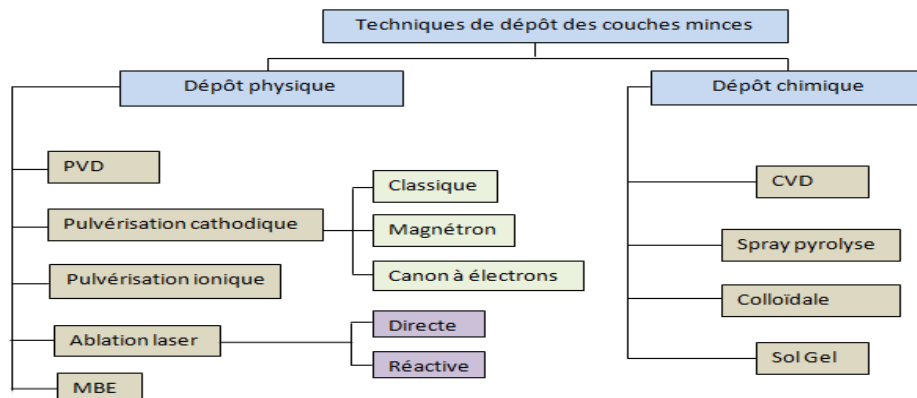 Techniques de dépôt des couches minces
Dépôt physique
Dépôt chimique
PVD
Pulvérisation cathodique
Classique
Magnétron
Canon à électrons
Pulvérisation ionique
Ablation laser
Directe
Réactive
MBE
CVD
Spray pyrolyse
Colloïdale
Sol Gel